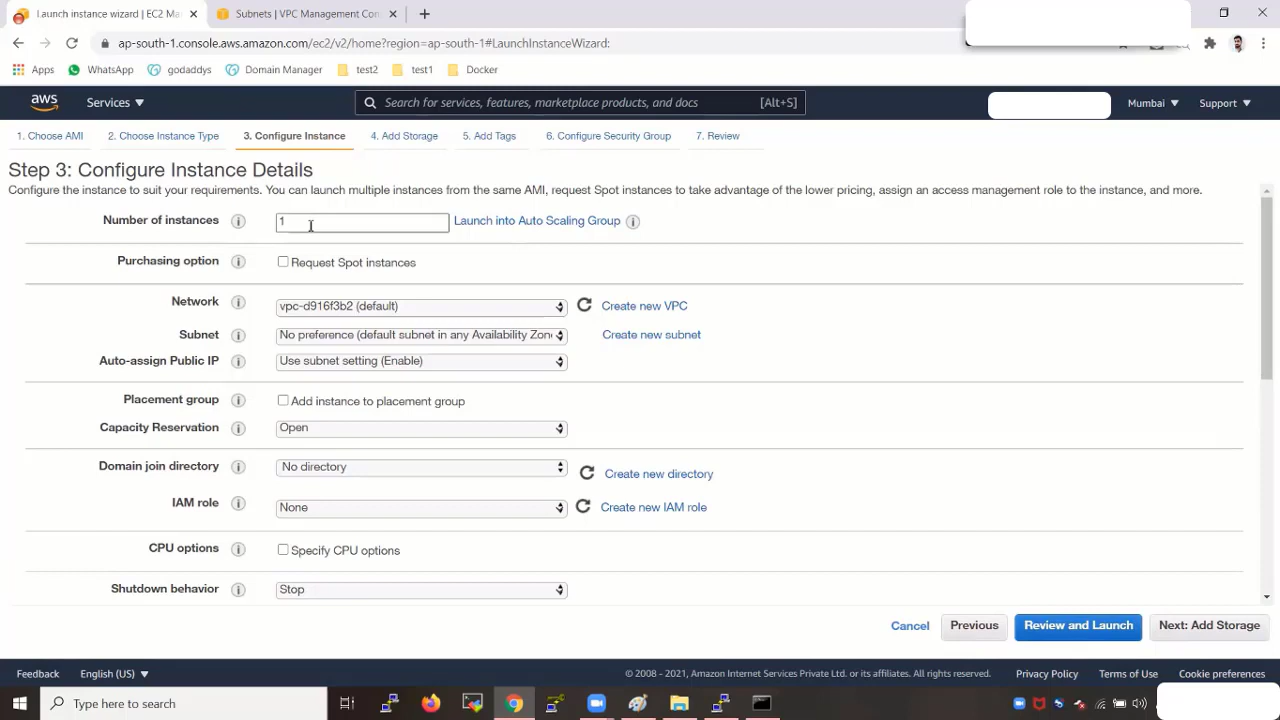 Launch instance wizard | EC2 Ma
Subnets | VPC Management Con
ap-south-1.console.aws.amazon.com/ec2/v2/home?region=ap-south-1#LaunchInstanceWizard:
Apps WhatsApp godaddys Domain Manager test2 test1 Docker
aws Services Search for services, features, marketplace products, and docs [Alt+S] Mumbai Support
1. Choose AMI 2. Choose Instance Type 3. Configure Instance 4. Add Storage 5. Add Tags 6. Configure Security Group 7. Review
Step 3: Configure Instance Details
Configure the instance to suit your requirements. You can launch multiple instances from the same AMI, request Spot instances to take advantage of the lower pricing, assign an access management role to the instance, and more.
Number of instances 1 Launch into Auto Scaling Group
Purchasing option Request Spot instances
Network vpc-d916f3b2 (default) Create new VPC
Subnet No preference (default subnet in any Availability Zone Create new subnet
Auto-assign Public IP Use subnet setting (Enable)
Placement group Add instance to placement group
Capacity Reservation Open
Domain join directory No directory Create new directory
IAM role None Create new IAM role
CPU options Specify CPU options
Shutdown behavior Stop
Cancel Previous Review and Launch Next: Add Storage
Feedback English (US) © 2008 - 2021, Amazon Internet Services Private Ltd. or its affiliates. All rights reserved. Privacy Policy Terms of Use Cookie preferences
Type here to search